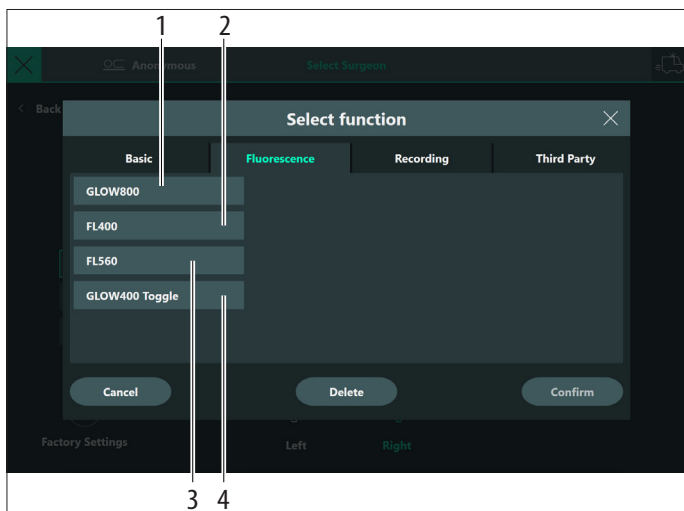 1 2
Anonymous Select Surgeon
< Back
Select function
Basic Fluorescence Recording Third Party
GLOW800
FL400
FL560
GLOW400 Toggle
Cancel Delete Confirm
Factory Settings Left Right
3 4